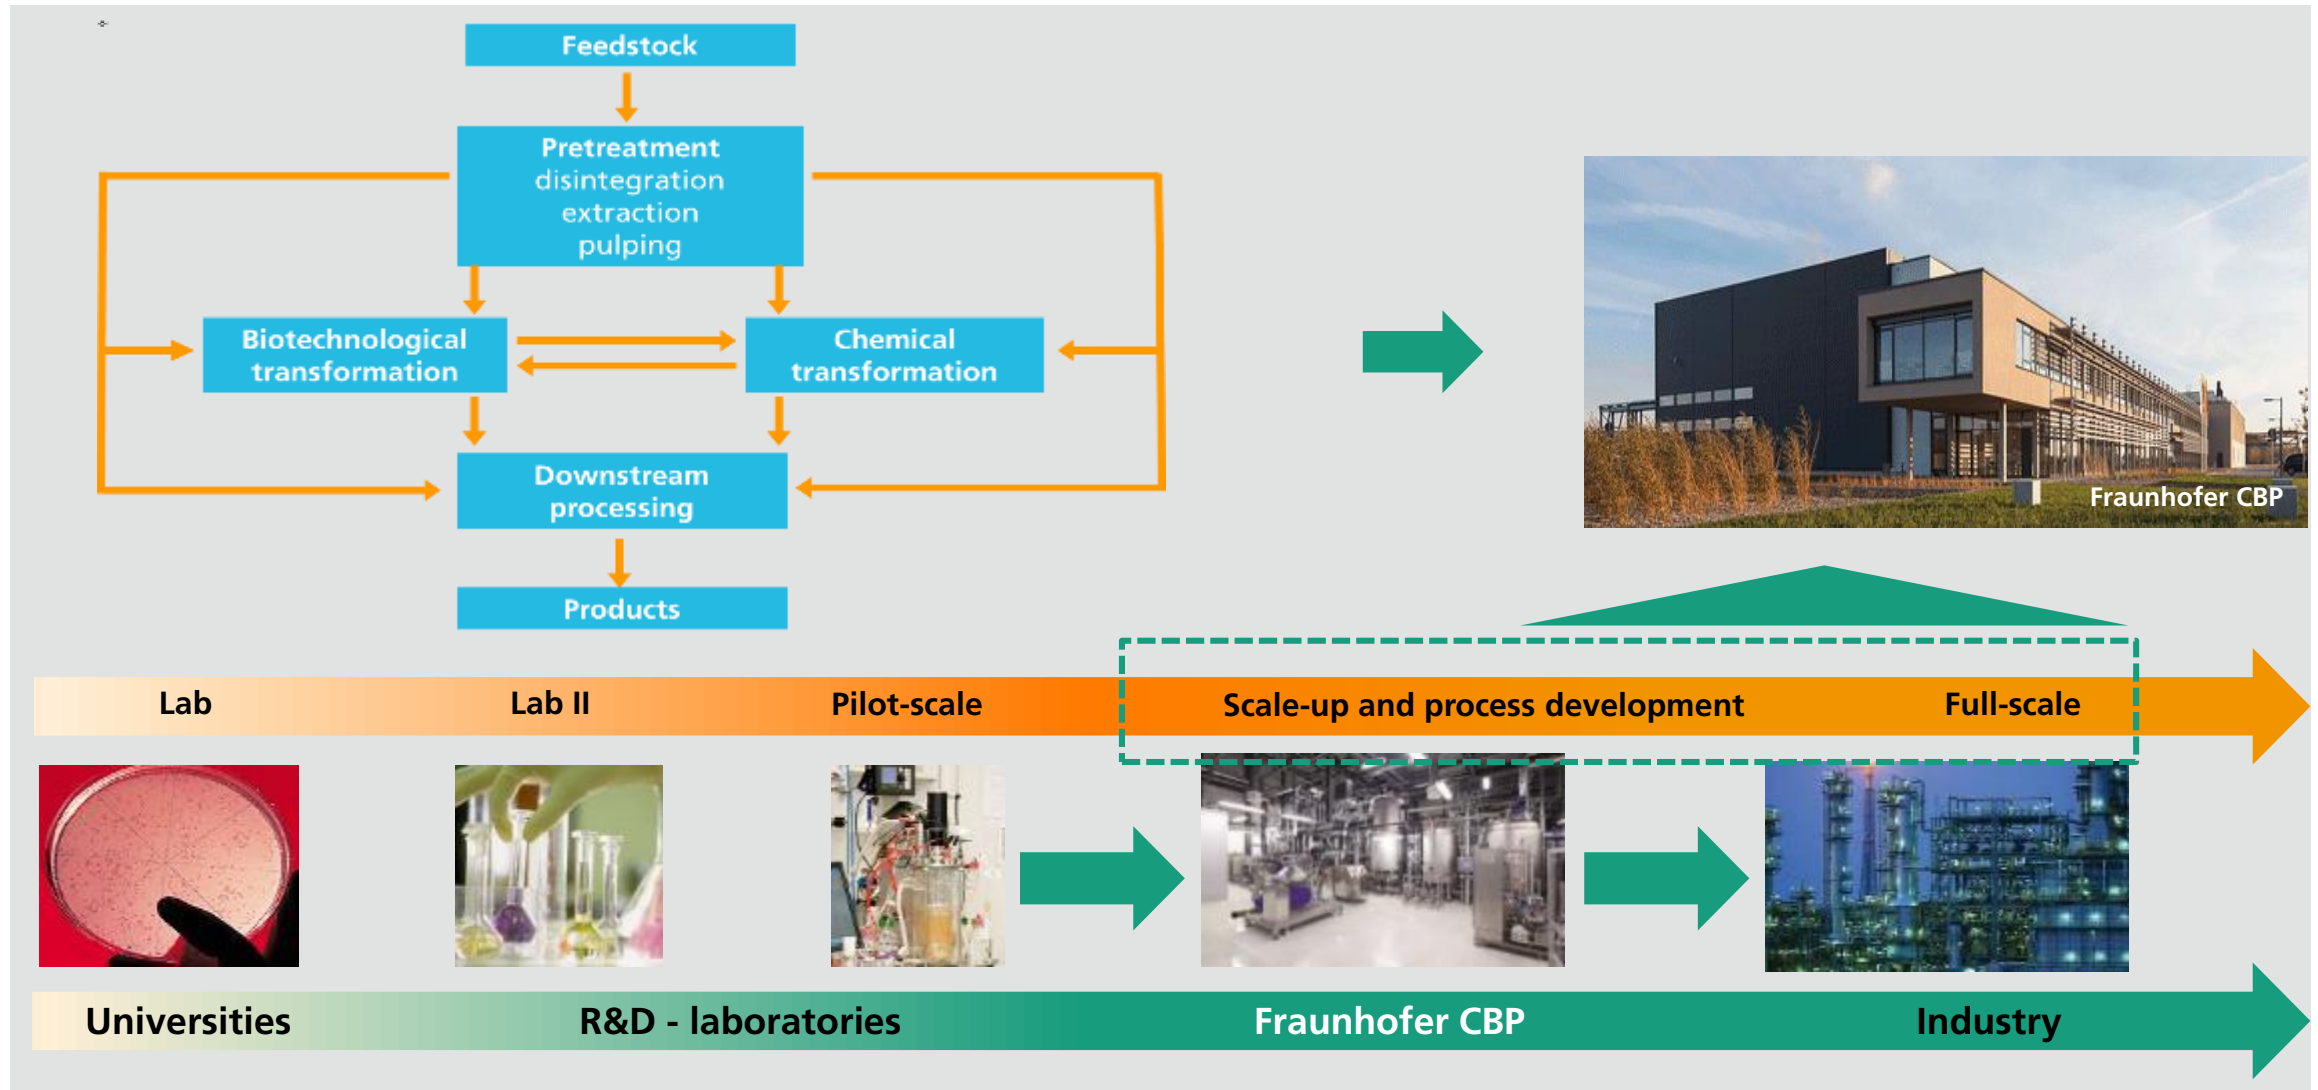 Feedstock
Pretreatment
disintegration
extraction
pulping
Biotechnological
transformation
Chemical
transformation
Downstream
processing
Products
Fraunhofer CBP
Lab
Lab II
Pilot-scale
Scale-up and process development
Full-scale
Universities
R&D - laboratories
Fraunhofer CBP
Industry